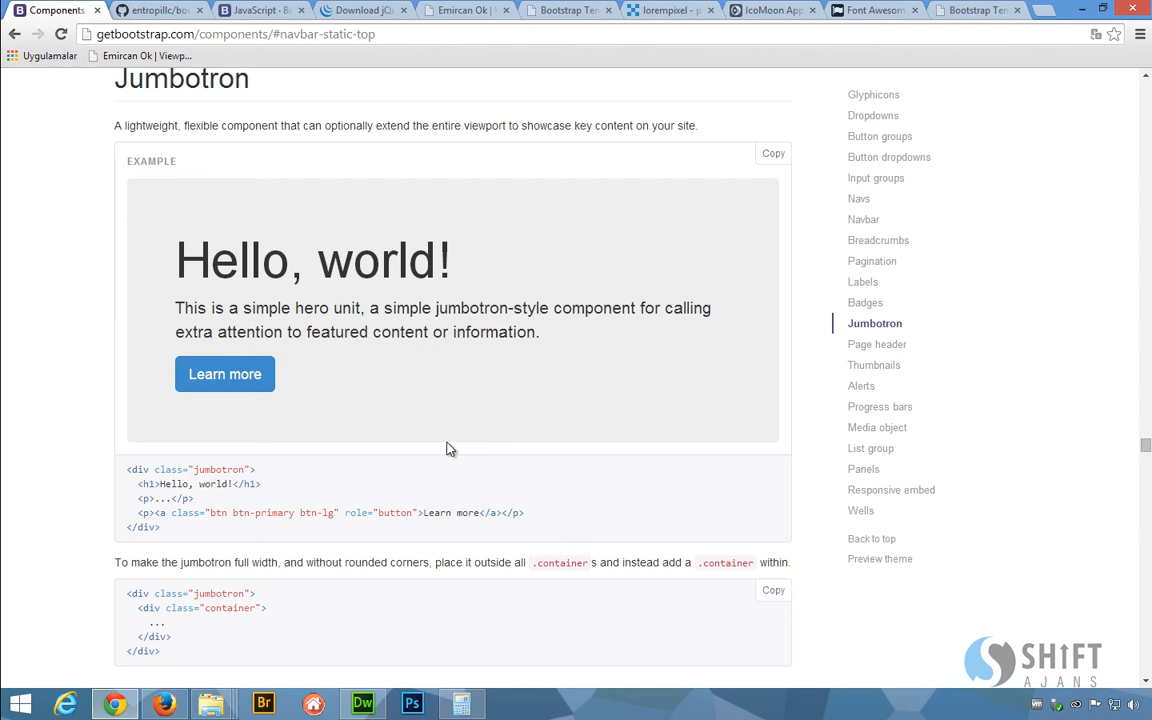 Components
entropillc/boo
JavaScript · Bo
Download jQ
Emircan Ok | V
Bootstrap Ten
lorempixel - p
IcoMoon App
Font Awesom
Bootstrap Ten
getbootstrap.com/components/#navbar-static-top
Uygulamalar
Emircan Ok | Viewp...
Jumbotron
A lightweight, flexible component that can optionally extend the entire viewport to showcase key content on your site.
Copy
EXAMPLE
Hello, world!
This is a simple hero unit, a simple jumbotron-style component for calling
extra attention to featured content or information.
Learn more
<div class="jumbotron">
<h1>Hello, world!</h1>
<p>...</p>
<p><a class="btn btn-primary btn-lg" role="button">Learn more</a></p>
</div>
To make the jumbotron full width, and without rounded corners, place it outside all .containers and instead add a .container within.
Copy
<div class="jumbotron">
<div class="container">
...
</div>
</div>
Glyphicons
Dropdowns
Button groups
Button dropdowns
Input groups
Navs
Navbar
Breadcrumbs
Pagination
Labels
Badges
Jumbotron
Page header
Thumbnails
Alerts
Progress bars
Media object
List group
Panels
Responsive embed
Wells
Back to top
Preview theme
SHIFT
AJANS
Br
Dw
Ps